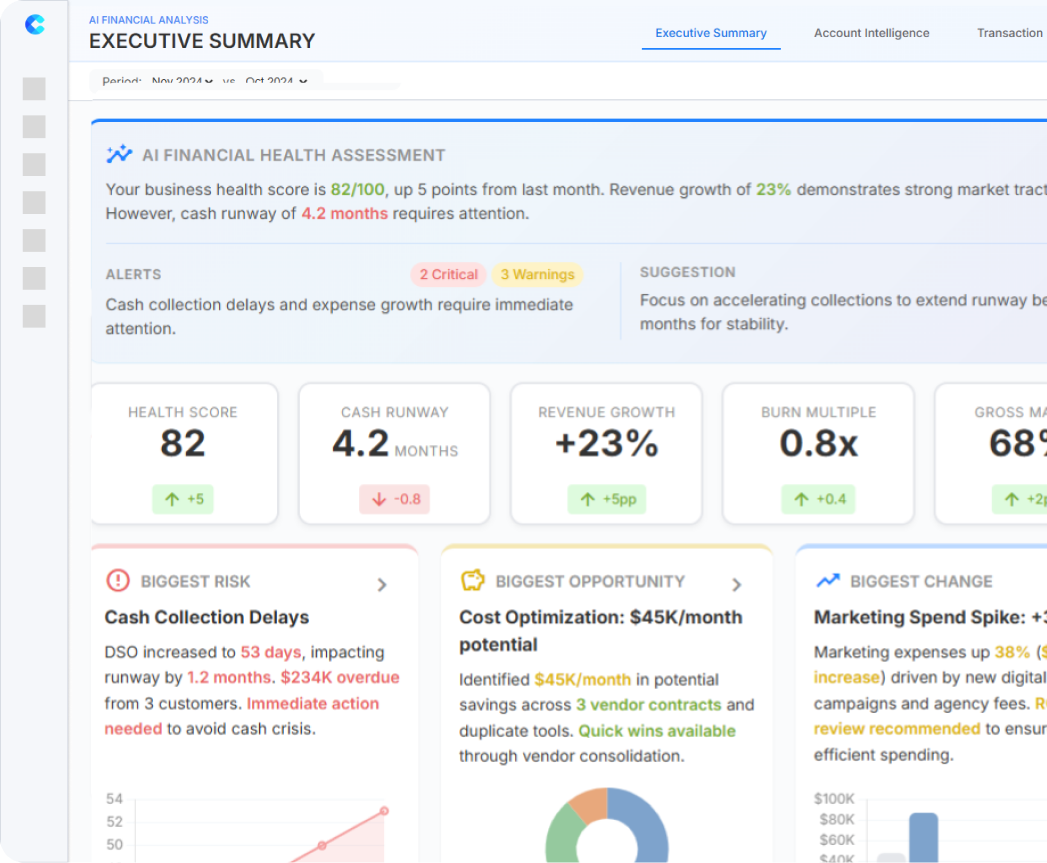 AI FINANCIAL ANALYSIS
EXECUTIVE SUMMARY
Executive Summary
Account Intelligence
Transaction
Period: Nov 2024 vs Oct 2024
AI FINANCIAL HEALTH ASSESSMENT
Your business health score is 82/100, up 5 points from last month. Revenue growth of 23% demonstrates strong market tract
However, cash runway of 4.2 months requires attention.
ALERTS
2 Critical
3 Warnings
Cash collection delays and expense growth require immediate
attention.
SUGGESTION
Focus on accelerating collections to extend runway be
months for stability.
HEALTH SCORE
82
+5
CASH RUNWAY
4.2 MONTHS
-0.8
REVENUE GROWTH
+23%
+5pp
BURN MULTIPLE
0.8x
+0.4
GROSS MA
68%
+2p
BIGGEST RISK
Cash Collection Delays
DSO increased to 53 days, impacting
runway by 1.2 months. $234K overdue
from 3 customers. Immediate action
needed to avoid cash crisis.
54
52
50
BIGGEST OPPORTUNITY
Cost Optimization: $45K/month
potential
Identified $45K/month in potential
savings across 3 vendor contracts and
duplicate tools. Quick wins available
through vendor consolidation.
BIGGEST CHANGE
Marketing Spend Spike: +3
Marketing expenses up 38% ($
increase) driven by new digital
campaigns and agency fees. R
review recommended to ensur
efficient spending.
$100K
$80K
$60K
$40K